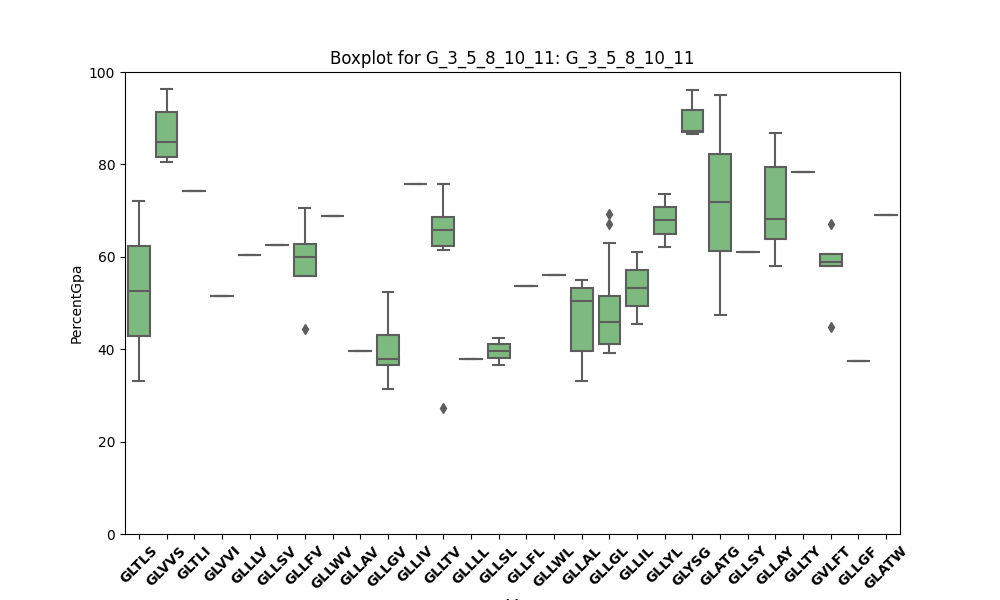 Boxplot for G_3_5_8_10_11: G_3_5_8_10_11
PercentGpa
100
80
60
40
20
0
GLTLS GLVVS GLTLI GLVVI GLLLV GLLSV GLLFV GLLWV GLLAV GLLGV GLLIV GLLTV GLLLL GLLSL GLLFL GLLWL GLLAL GLLGL GLLIL GLLYL GLYSG GLATG GLLSY GLLAY GLLTY GVLFT GLLGF GLATW